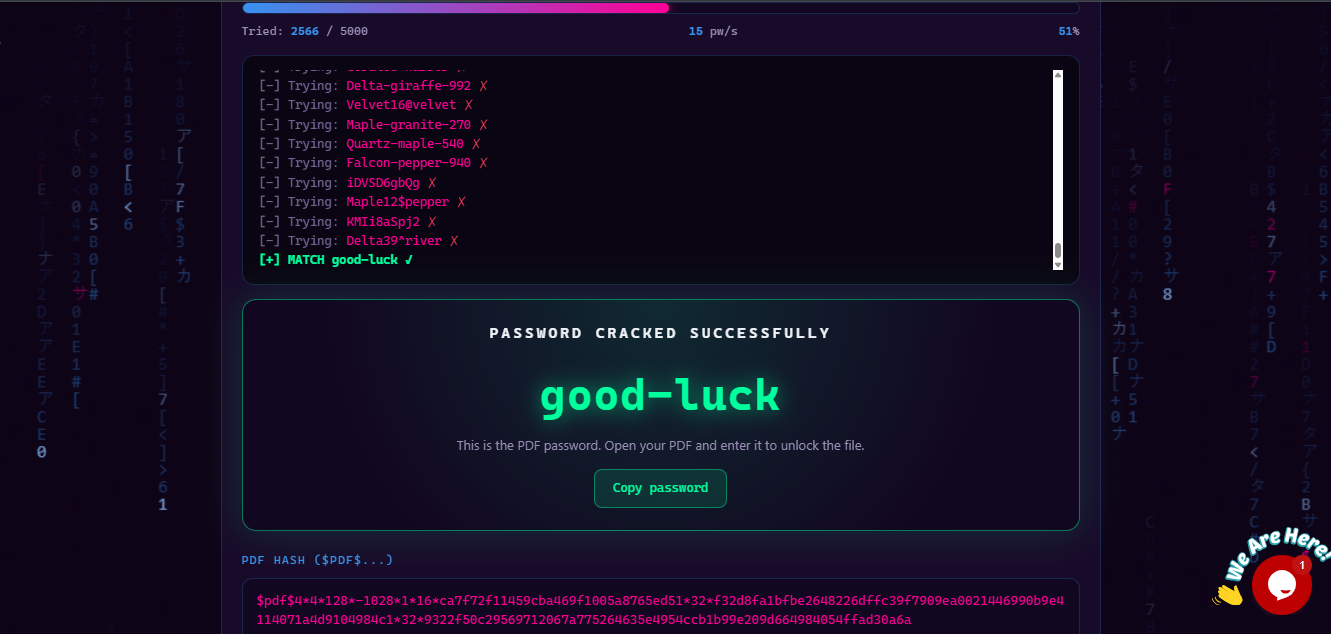 Tried: 2566 / 5000
15 pw/s
51%
[-] Trying: Delta-giraffe-992 ✗
[-] Trying: Velvet16@velvet ✗
[-] Trying: Maple-granite-270 ✗
[-] Trying: Quartz-maple-540 ✗
[-] Trying: Falcon-pepper-940 ✗
[-] Trying: iDVSD6gbQg ✗
[-] Trying: Maple12$pepper ✗
[-] Trying: KMIi8aSpj2 ✗
[-] Trying: Delta39^river ✗
[+] MATCH good-luck ✓
PASSWORD CRACKED SUCCESSFULLY
good-luck
This is the PDF password. Open your PDF and enter it to unlock the file.
Copy password
PDF HASH ($PDF$...)
$pdf$4*4*128*-1028*1*16*ca7f72f11459cba469f1005a8765ed51*32*f32d8fa1bfbe2648226dffc39f7909ea0021446990b9e4
114071a4d9104984c1*32*9322f50c29569712067a775264635e4954ccb1b99e209d664984054ffad30a6a
We Are Here!
1